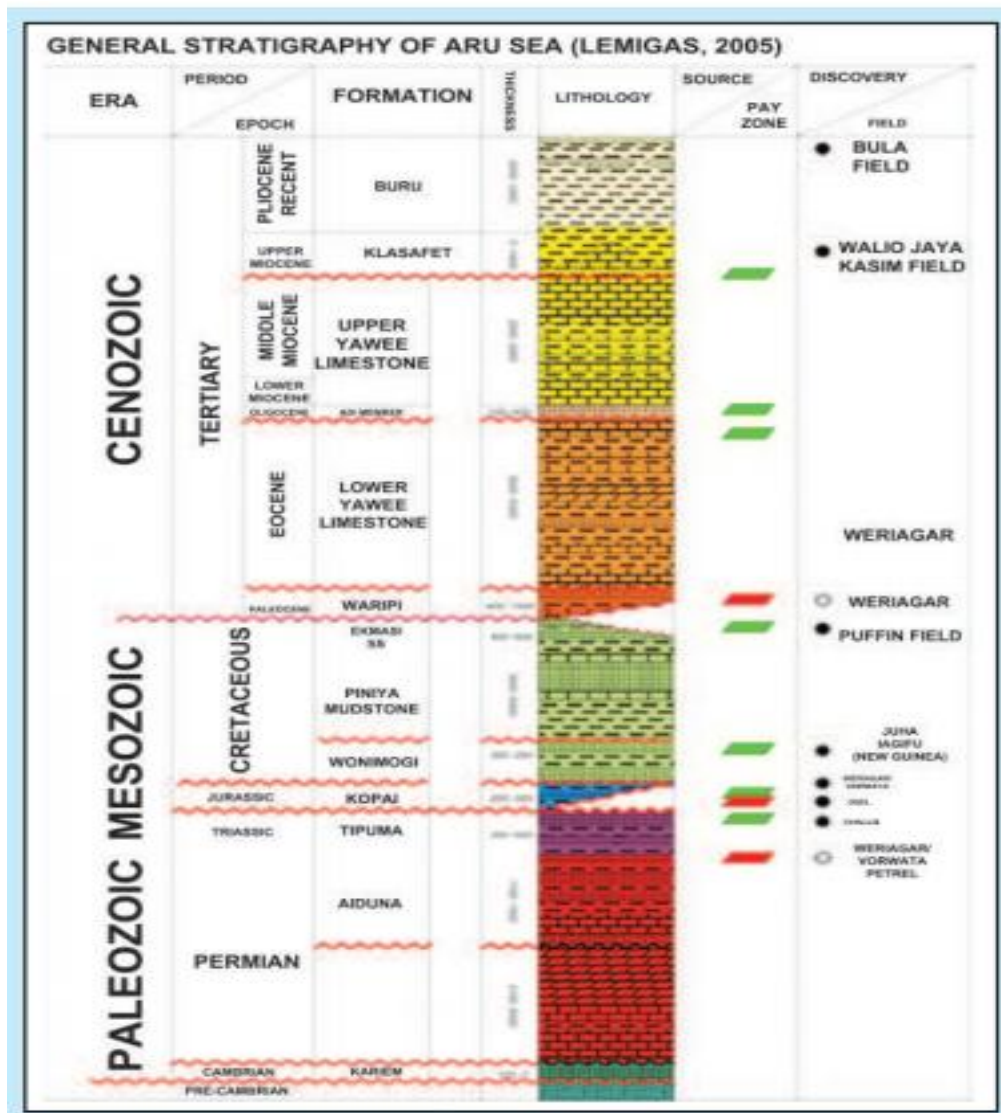 GENERAL STRATIGRAPHY OF ARU SEA (LEMIGAS, 2005)
ERA
PERIOD
EPOCH
FORMATION
THICKNESS
LITHOLOGY
SOURCE
PAY
ZONE
DISCOVERY
FIELD
CENOZOIC
TERTIARY
PLIOCENE
RECENT
BURU
BULA
FIELD
UPPER
MIOCENE
KLASAFET
WALIO JAYA
KASIM FIELD
MIDDLE
MIOCENE
UPPER
YAWEE
LIMESTONE
LOWER
MIOCENE
OLIGOCENE
ADI MEMBER
EOCENE
LOWER
YAWEE
LIMESTONE
WERIAGAR
PALEOCENE
WARIPI
WERIAGAR
PALEOZOIC MESOZOIC
CRETACEOUS
EKMASI
SS
PUFFIN FIELD
PINIYA
MUDSTONE
WONIMOGI
JUHA
IAGIFU
(NEW GUINEA)
JURASSIC
KOPAI
TRIASSIC
TIPUMA
WERIAGAR/
VORWATA
PETREL
AIDUNA
PERMIAN
CAMBRIAN
KARIEM
PRE-CAMBRIAN